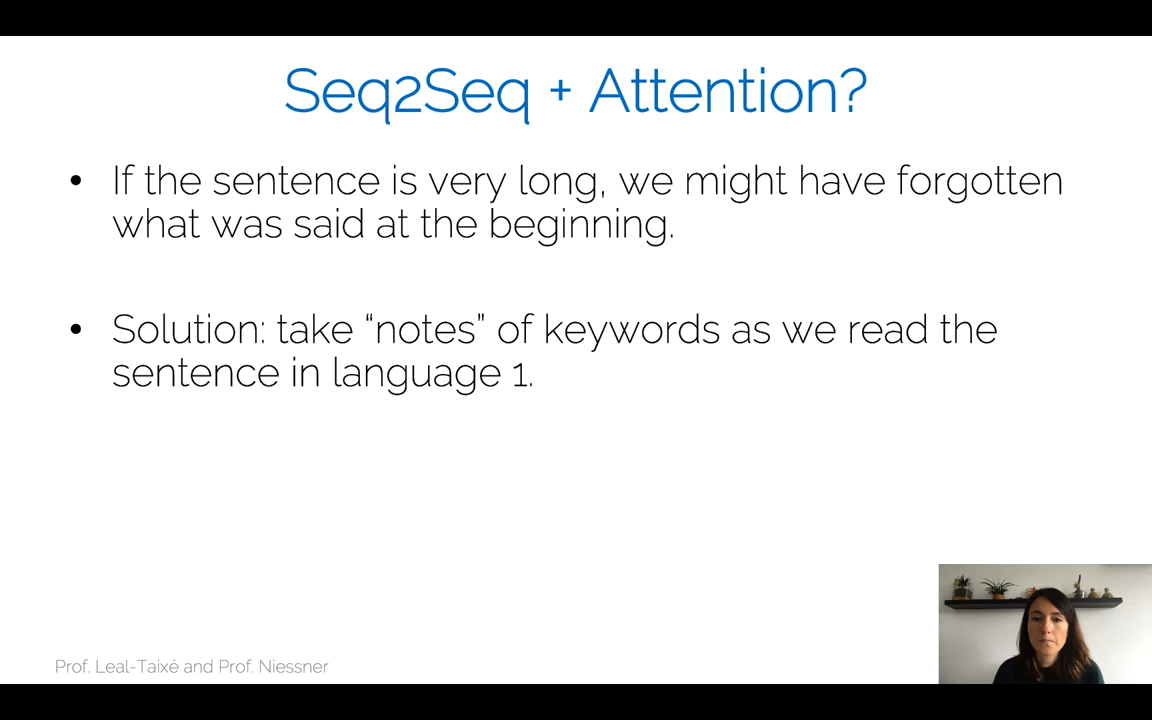 Seq2Seq + Attention?
• If the sentence is very long, we might have forgotten
what was said at the beginning.
• Solution: take “notes” of keywords as we read the
sentence in language 1.
Prof. Leal-Taixé and Prof. Niessner